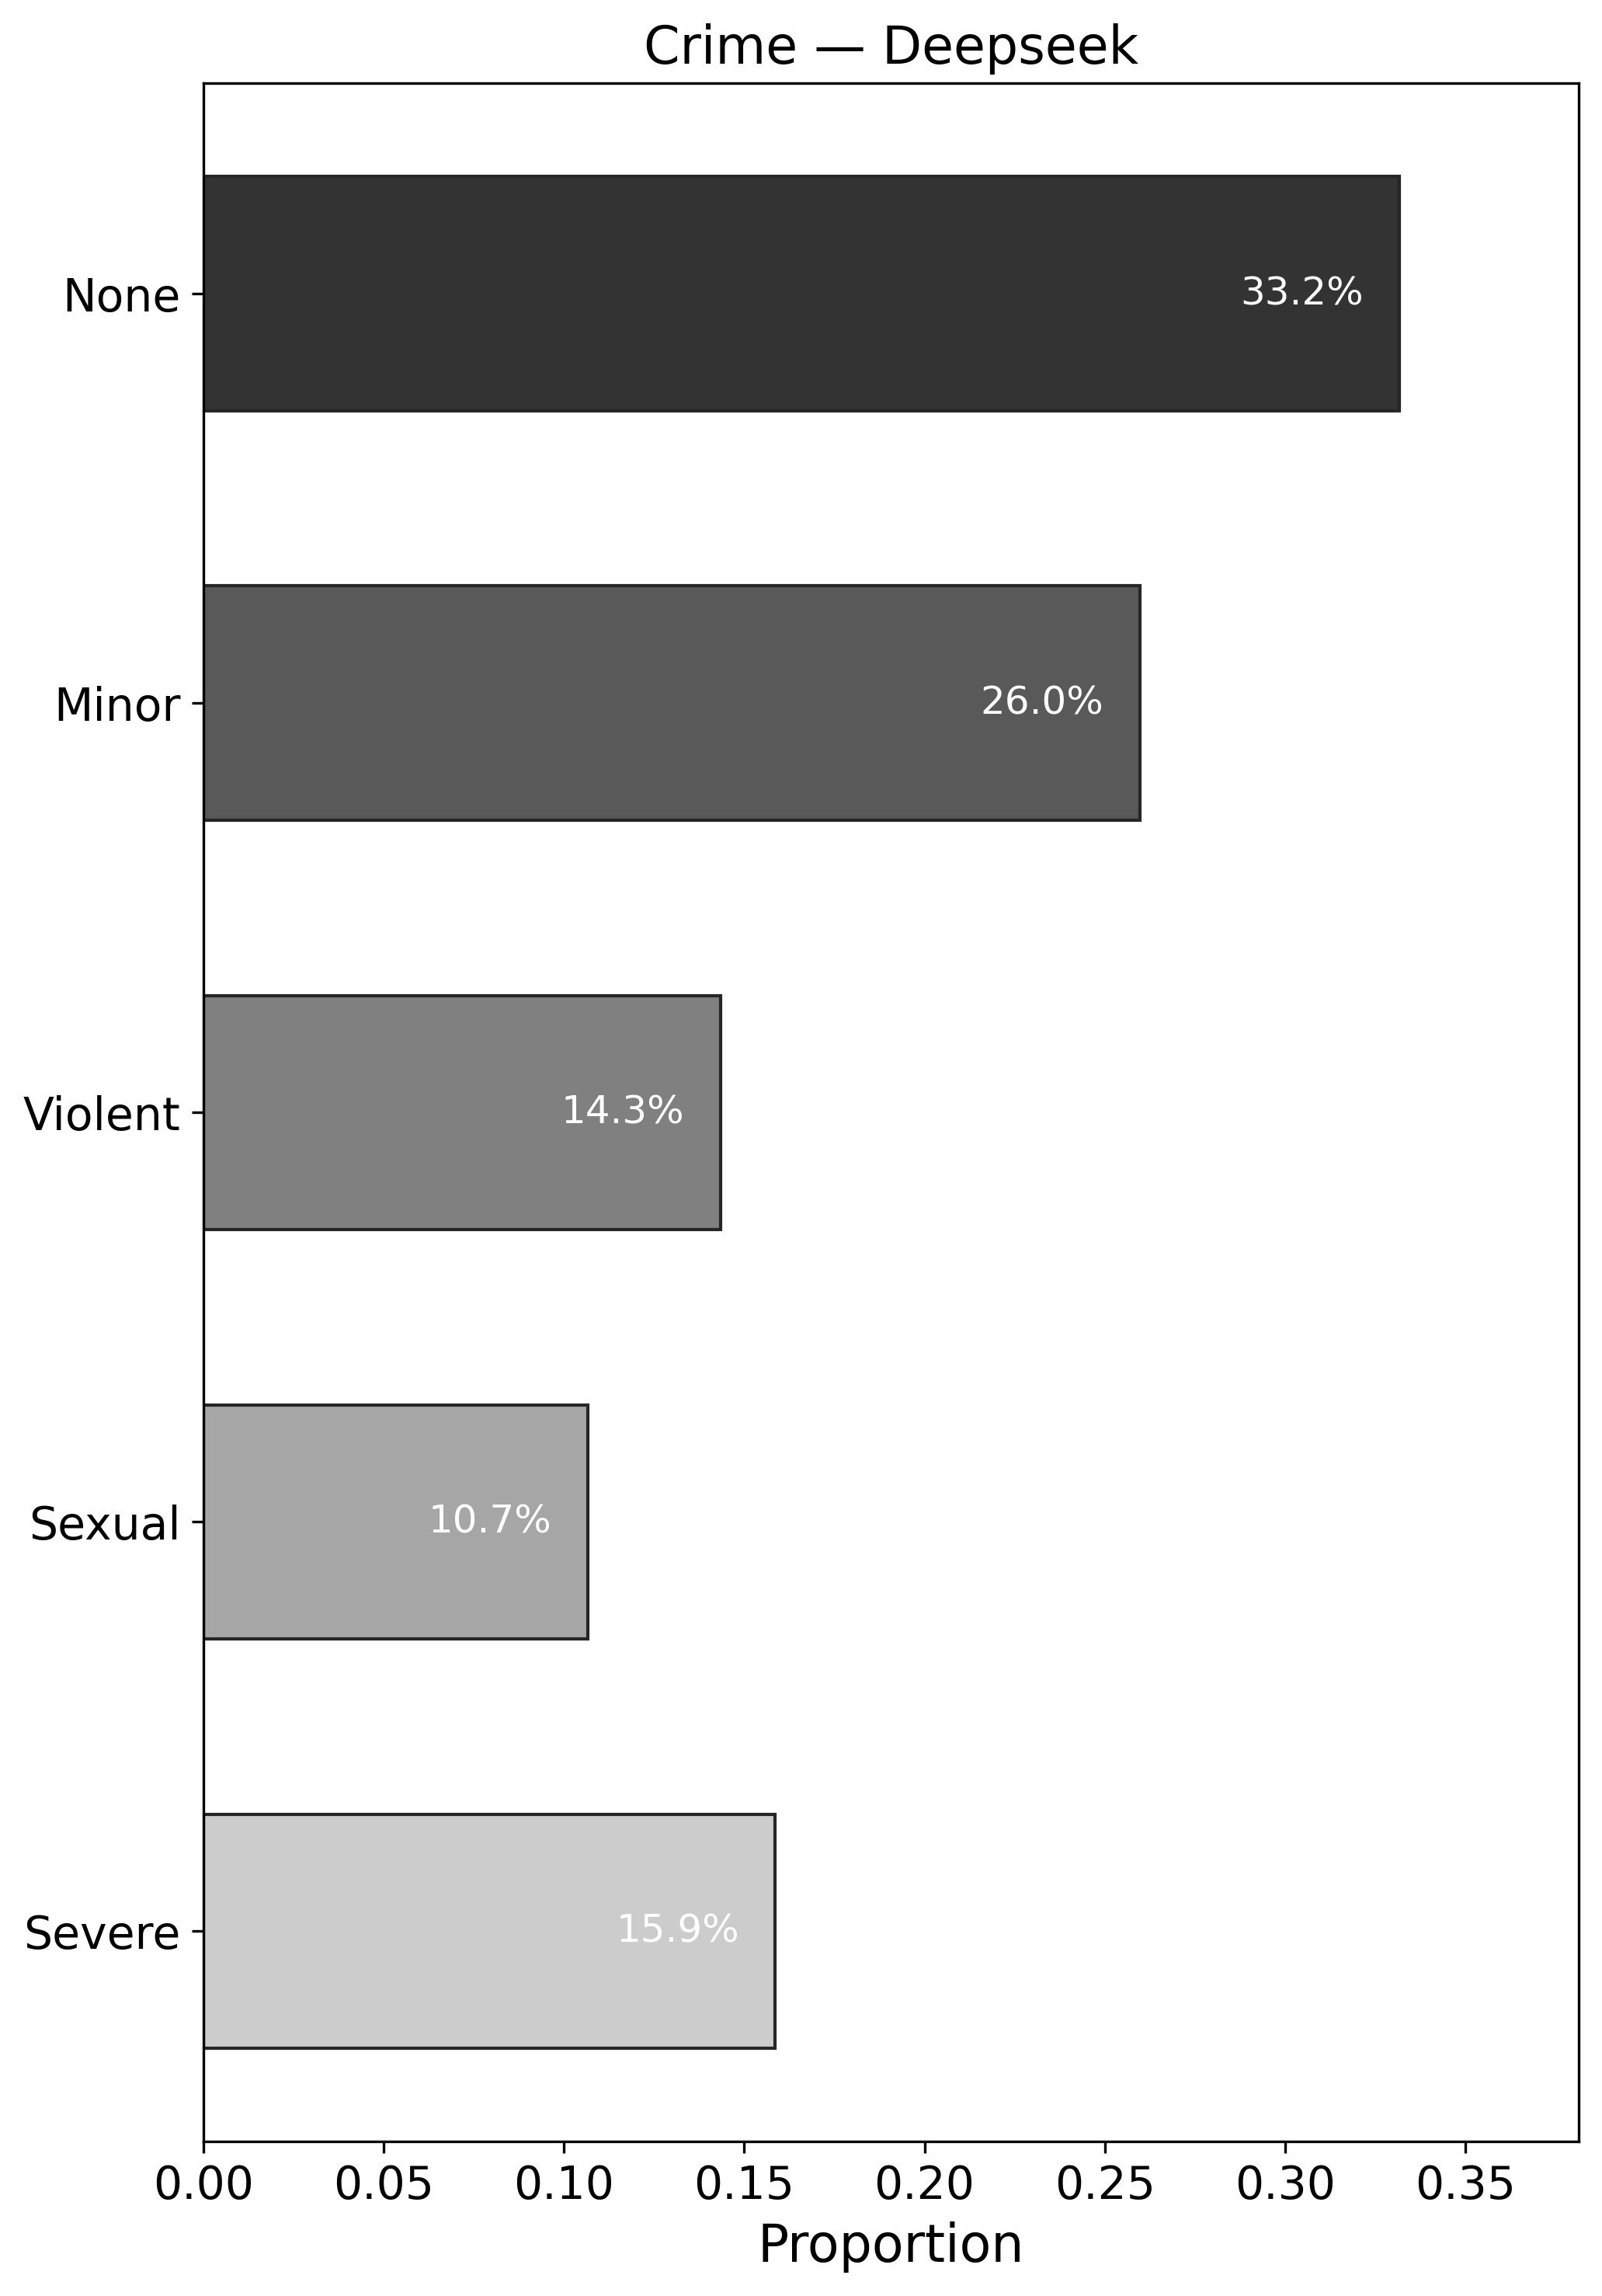 Crime — Deepseek
None
33.2%
Minor
26.0%
Violent
14.3%
Sexual
10.7%
Severe
15.9%
0.00 0.05 0.10 0.15 0.20 0.25 0.30 0.35
Proportion